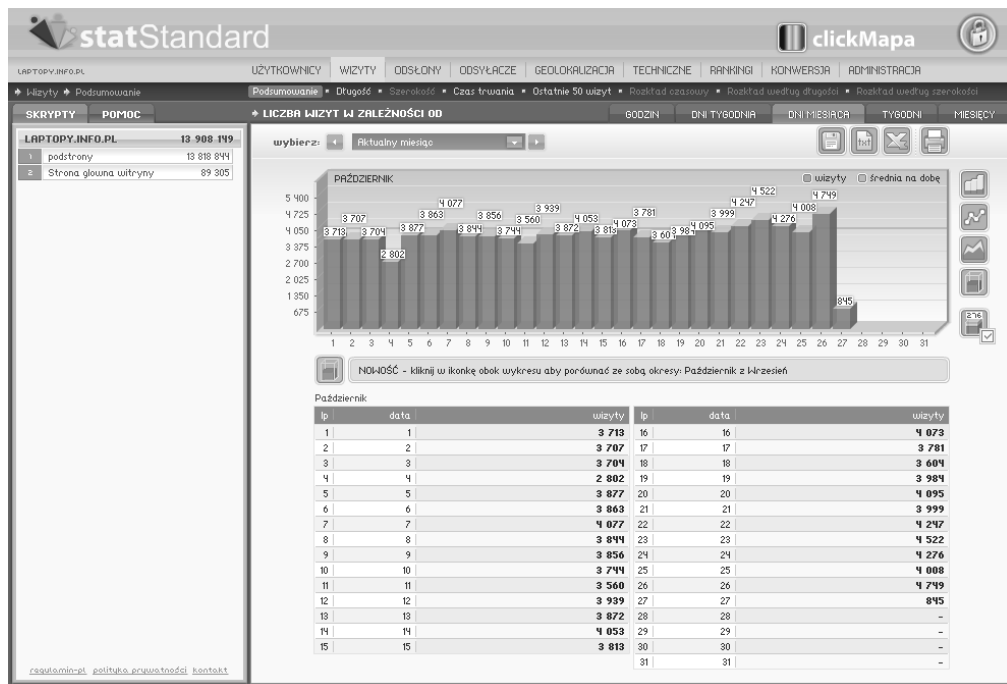 statStandard
clickMapa
LAPTOPY.INFO.PL
UŻYTKOWNICY WIZYTY ODSŁONY ODSYŁACZE GEOLOKALIZACJA TECHNICZNE RANKINGI KONWERSJA ADMINISTRACJA
Wizyty Podsumowanie
Podsumowanie Długość Szerokość Czas trwania Ostatnie 50 wizyt Rozkład czasowy Rozkład według długości Rozkład według szerokości
SKRYPTY POMOC
LICZBA WIZYT W ZALEŻNOŚCI OD
GODZIN DNI TYGODNIA DNI MIESIĄCA TYGODNI MIESIĘCY
LAPTOPY.INFO.PL 13 908 149
1 podstrony 13 818 844
2 Strona glowna witryny 89 305
wybierz: Aktualny miesiąc
txt
PAŹDZIERNIK
wizyty średnia na dobę
5 400
4 725
4 050
3 375
2 700
2 025
1 350
675
3 713 3 707 3 704 2 802 3 877 3 863 4 077 3 844 3 856 3 744 3 560 3 939 3 872 4 053 3 813 4 073 3 781 3 604 3 984 4 095 3 999 4 247 4 522 4 276 4 008 4 749 845
1 2 3 4 5 6 7 8 9 10 11 12 13 14 15 16 17 18 19 20 21 22 23 24 25 26 27 28 29 30 31
276
NOWOŚĆ - kliknij w ikonkę obok wykresu aby porównać ze sobą okresy: Październik z Wrzesień
Październik
lp data wizyty lp data wizyty
1 1 3 713 16 16 4 073
2 2 3 707 17 17 3 781
3 3 3 704 18 18 3 604
4 4 2 802 19 19 3 984
5 5 3 877 20 20 4 095
6 6 3 863 21 21 3 999
7 7 4 077 22 22 4 247
8 8 3 844 23 23 4 522
9 9 3 856 24 24 4 276
10 10 3 744 25 25 4 008
11 11 3 560 26 26 4 749
12 12 3 939 27 27 845
13 13 3 872 28 28 -
14 14 4 053 29 29 -
15 15 3 813 30 30 -
31 31 -
regulamin-pl polityka prywatności kontakt